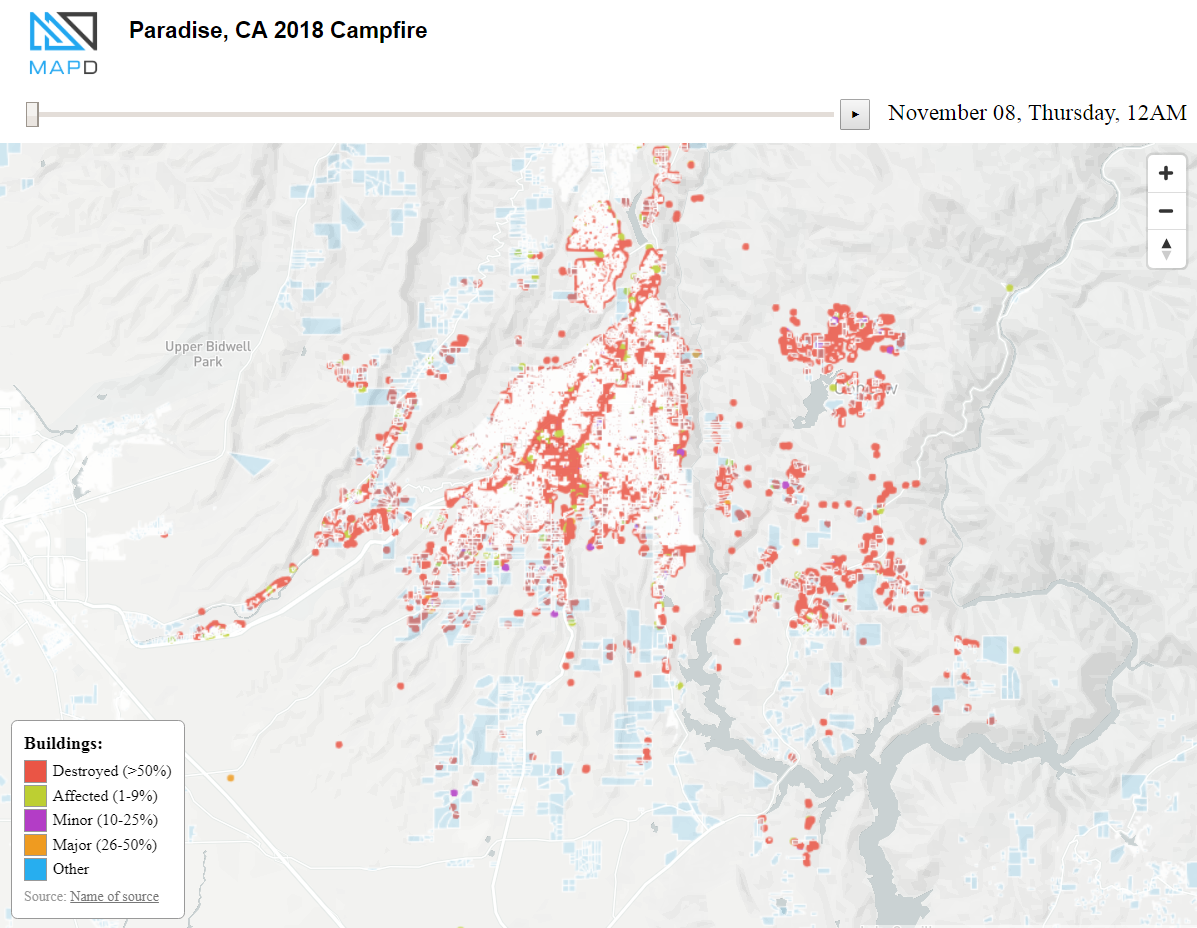 MAPD
Paradise, CA 2018 Campfire
November 08, Thursday, 12AM
Upper Bidwell
Park
Buildings:
Destroyed (>50%)
Affected (1-9%)
Minor (10-25%)
Major (26-50%)
Other
Source: Name of source